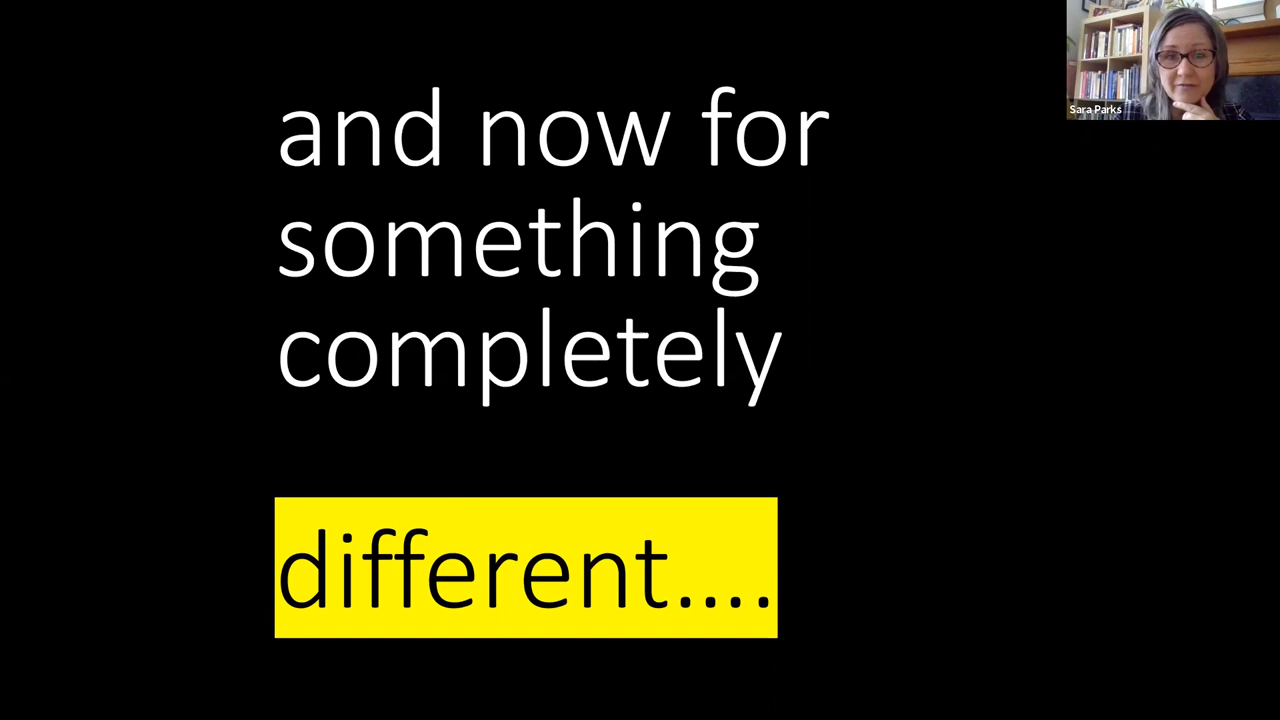 and now for
something
completely
different....
Sara Parks